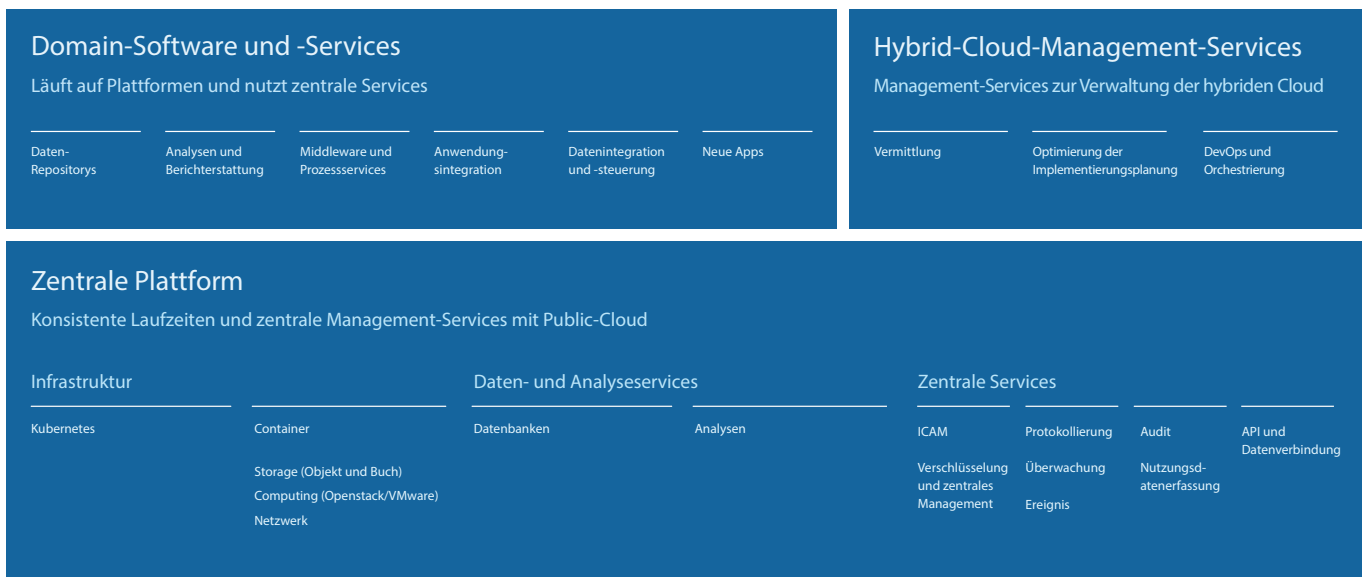 Domain-Software und -Services
Läuft auf Plattformen und nutzt zentrale Services
Daten-
Repositorys
Analysen und
Berichterstattung
Middleware und
Prozessservices
Anwendung-
sintegration
Datenintegration
und -steuerung
Neue Apps
Hybrid-Cloud-Management-Services
Management-Services zur Verwaltung der hybriden Cloud
Vermittlung
Optimierung der
Implementierungsplanung
DevOps und
Orchestrierung
Zentrale Plattform
Konsistente Laufzeiten und zentrale Management-Services mit Public-Cloud
Infrastruktur
Kubernetes
Container
Storage (Objekt und Buch)
Computing (Openstack/VMware)
Netzwerk
Daten- und Analyseservices
Datenbanken
Analysen
Zentrale Services
ICAM
Verschlüsselung
und zentrales
Management
Protokollierung
Überwachung
Ereignis
Audit
Nutzungsd-
atenerfassung
API und
Datenverbindung